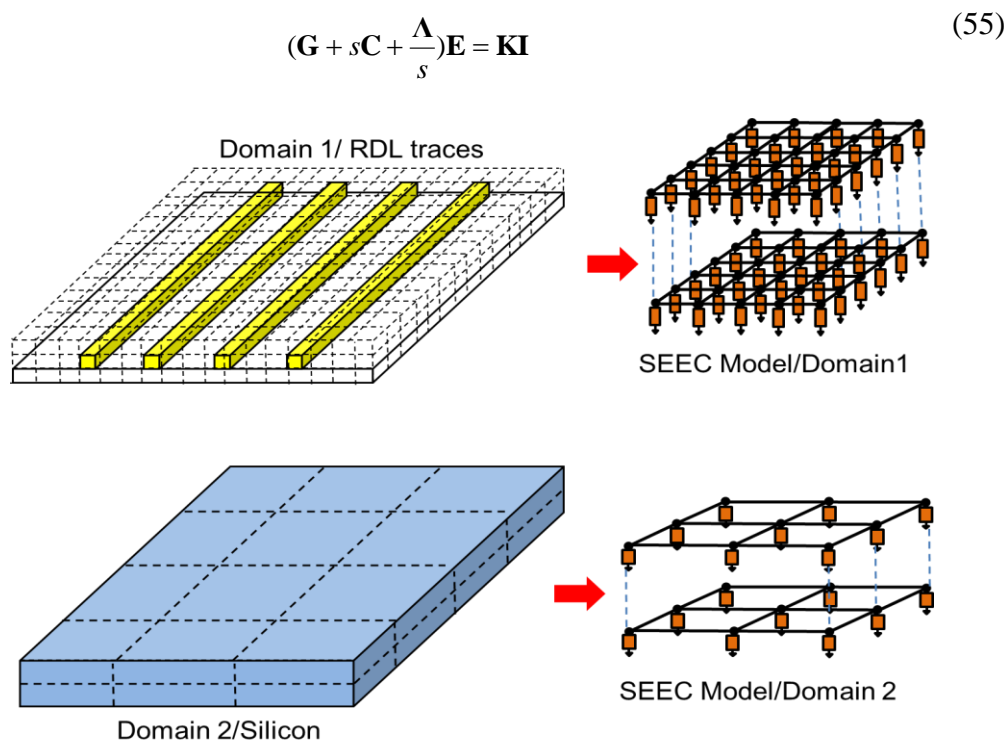 (G + sC + Λ/s)E = KI (55)
Domain 1/ RDL traces
SEEC Model/Domain1
SEEC Model/Domain 2
Domain 2/Silicon